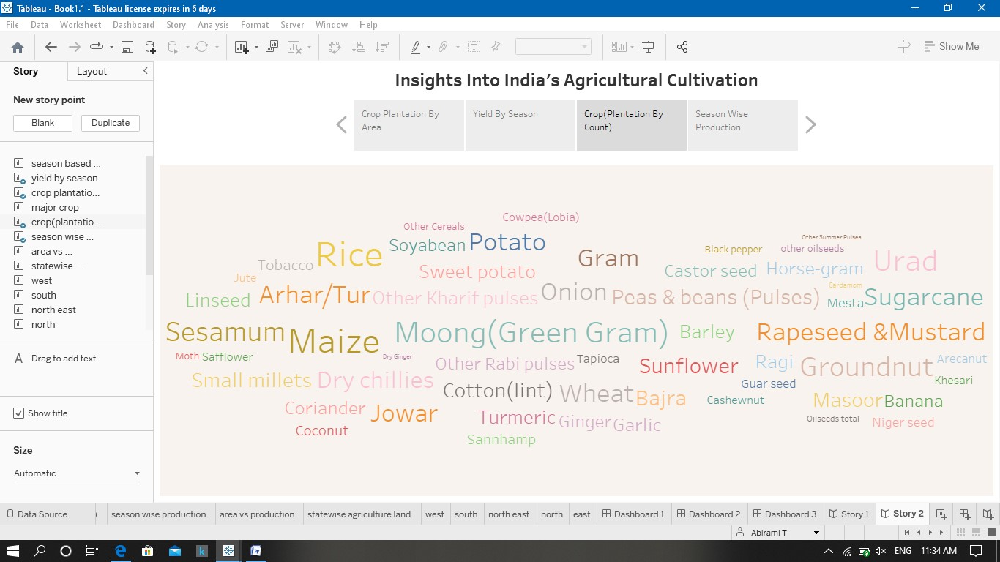 Tableau - Book1.1 - Tableau license expires in 6 days
File Data Worksheet Dashboard Story Analysis Format Server Window Help
Show Me
Story Layout
New story point
Blank Duplicate
season based ...
yield by season
crop plantatio...
major crop
crop(plantatio...
season wise ...
area vs ...
statewise ...
west
south
north east
north
A Drag to add text
Show title
Size
Automatic
Insights Into India’s Agricultural Cultivation
Crop Plantation By
Area
Yield By Season
Crop(Plantation By
Count)
Season Wise
Production
Cowpea(Lobia)
Other Cereals
Other Summer Pulses
Rice Soyabean Potato
Black pepper other oilseeds
Tobacco Gram Urad
Jute Sweet potato Castor seed Horse-gram
Cardamom
Linseed Arhar/Tur Other Kharif pulses Onion Peas & beans (Pulses) Mesta Sugarcane
Sesamum Maize Moong(Green Gram) Barley Rapeseed &Mustard
Moth Safflower Dry Ginger Other Rabi pulses Tapioca Sunflower Ragi Groundnut Arecanut
Small millets Dry chillies Guar seed Khesari
Cotton(lint) Wheat Bajra Cashewnut Masoor Banana
Coriander Jowar Turmeric Ginger Garlic Oilseeds total Niger seed
Coconut Sannhamp
Data Source season wise production area vs production statewise agriculture land west south north east north east Dashboard 1 Dashboard 2 Dashboard 3 Story 1 Story 2
Abirami T
ENG 11:34 AM